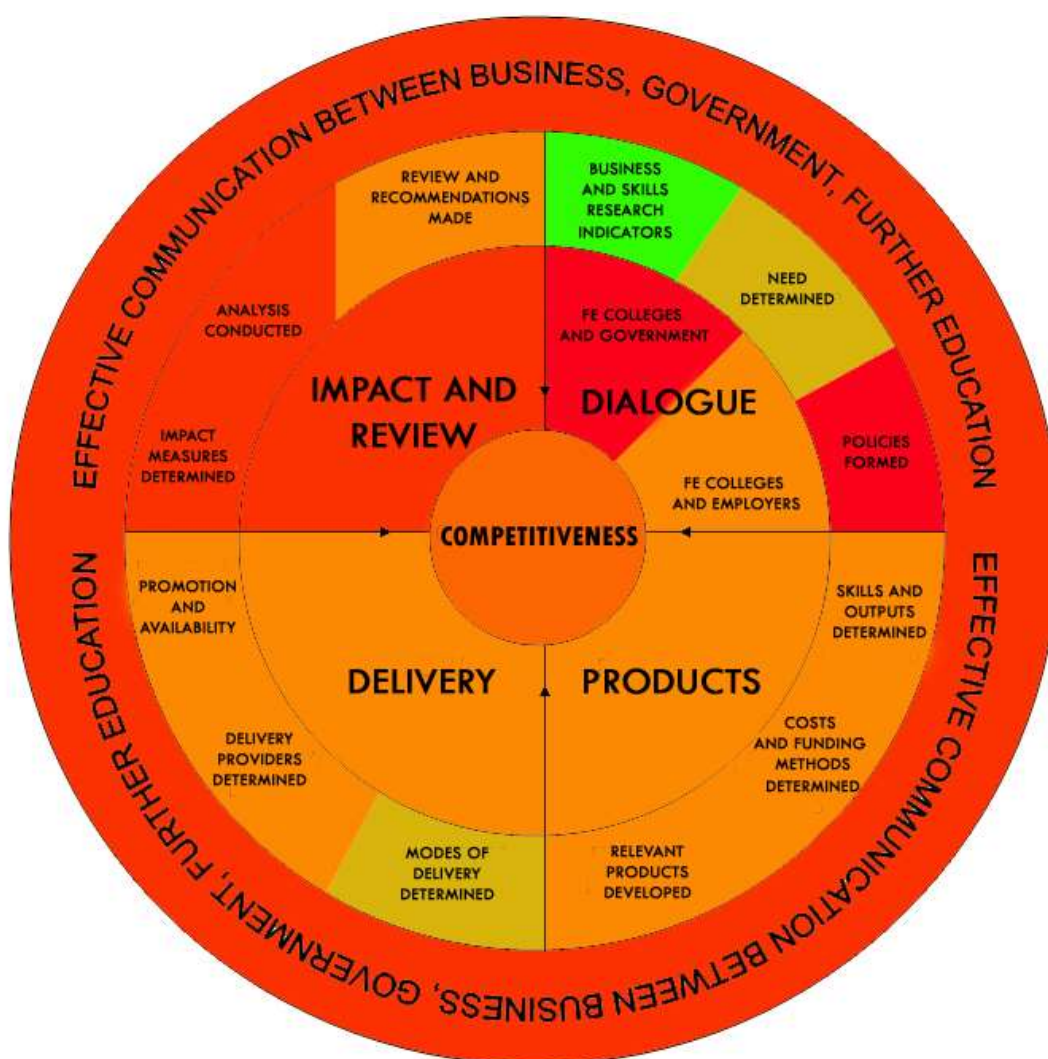 EFFECTIVE COMMUNICATION BETWEEN BUSINESS, GOVERNMENT, FURTHER EDUCATION
REVIEW AND
RECOMMENDATIONS
MADE
BUSINESS
AND SKILLS
RESEARCH
INDICATORS
NEED
DETERMINED
ANALYSIS
CONDUCTED
FE COLLEGES
AND GOVERNMENT
IMPACT AND
REVIEW
DIALOGUE
IMPACT
MEASURES
DETERMINED
POLICIES
FORMED
FE COLLEGES
AND EMPLOYERS
COMPETITIVENESS
PROMOTION
AND
AVAILABILITY
SKILLS AND
OUTPUTS
DETERMINED
DELIVERY
PRODUCTS
DELIVERY
PROVIDERS
DETERMINED
COSTS
AND FUNDING
METHODS
DETERMINED
MODES OF
DELIVERY
DETERMINED
RELEVANT
PRODUCTS
DEVELOPED
EFFECTIVE COMMUNICATION BETWEEN BUSINESS, GOVERNMENT, FURTHER EDUCATION